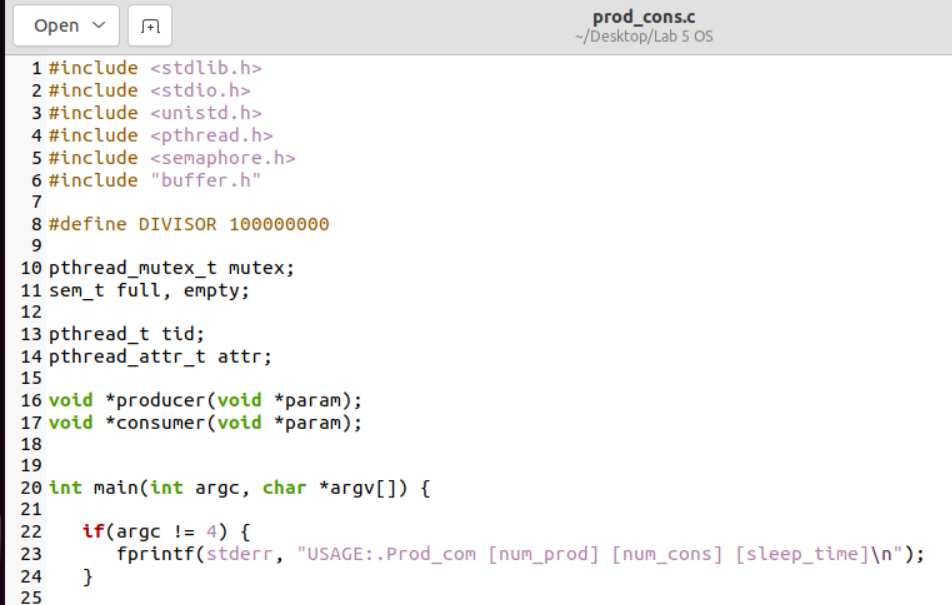 Open
prod_cons.c
~/Desktop/Lab 5 OS
1 #include <stdlib.h>
2 #include <stdio.h>
3 #include <unistd.h>
4 #include <pthread.h>
5 #include <semaphore.h>
6 #include "buffer.h"
7
8 #define DIVISOR 100000000
9
10 pthread_mutex_t mutex;
11 sem_t full, empty;
12
13 pthread_t tid;
14 pthread_attr_t attr;
15
16 void *producer(void *param);
17 void *consumer(void *param);
18
19
20 int main(int argc, char *argv[]) {
21
22    if(argc != 4) {
23       fprintf(stderr, "USAGE:.Prod_com [num_prod] [num_cons] [sleep_time]\n");
24    }
25